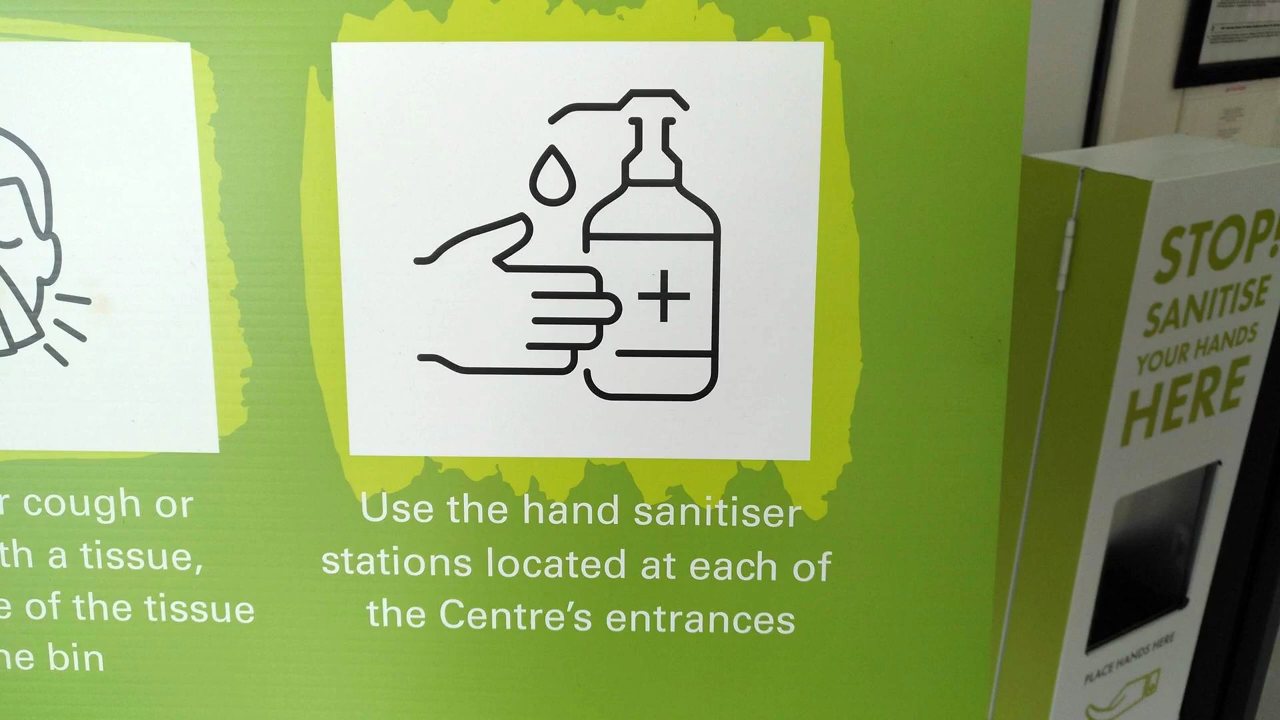 r cough or
th a tissue,
e of the tissue
he bin
Use the hand sanitiser
stations located at each of
the Centre's entrances
STOP!
SANITISE
YOUR HANDS
HERE
PLACE HANDS HERE